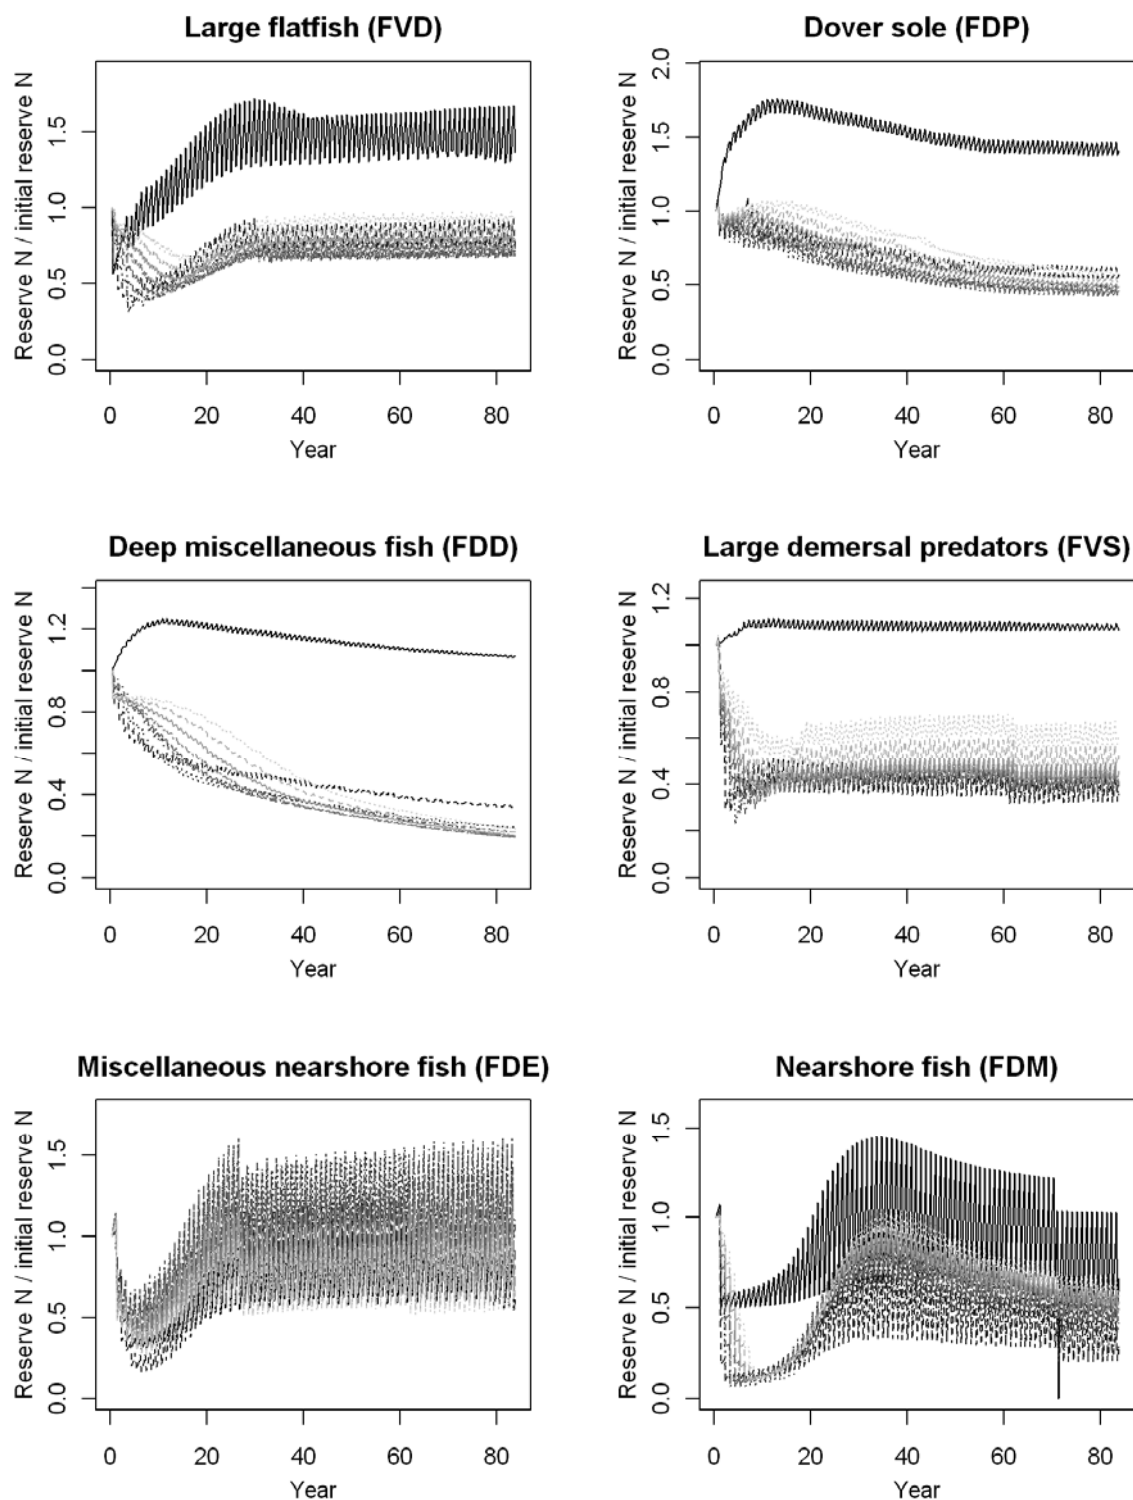 Large flatfish (FVD)
Reserve N / initial reserve N
0.0 0.5 1.0 1.5
0 20 40 60 80
Year
Dover sole (FDP)
Reserve N / initial reserve N
0.0 0.5 1.0 1.5 2.0
0 20 40 60 80
Year
Deep miscellaneous fish (FDD)
Reserve N / initial reserve N
0.0 0.4 0.8 1.2
0 20 40 60 80
Year
Large demersal predators (FVS)
Reserve N / initial reserve N
0.0 0.4 0.8 1.2
0 20 40 60 80
Year
Miscellaneous nearshore fish (FDE)
Reserve N / initial reserve N
0.0 0.5 1.0 1.5
0 20 40 60 80
Year
Nearshore fish (FDM)
Reserve N / initial reserve N
0.0 0.5 1.0 1.5
0 20 40 60 80
Year